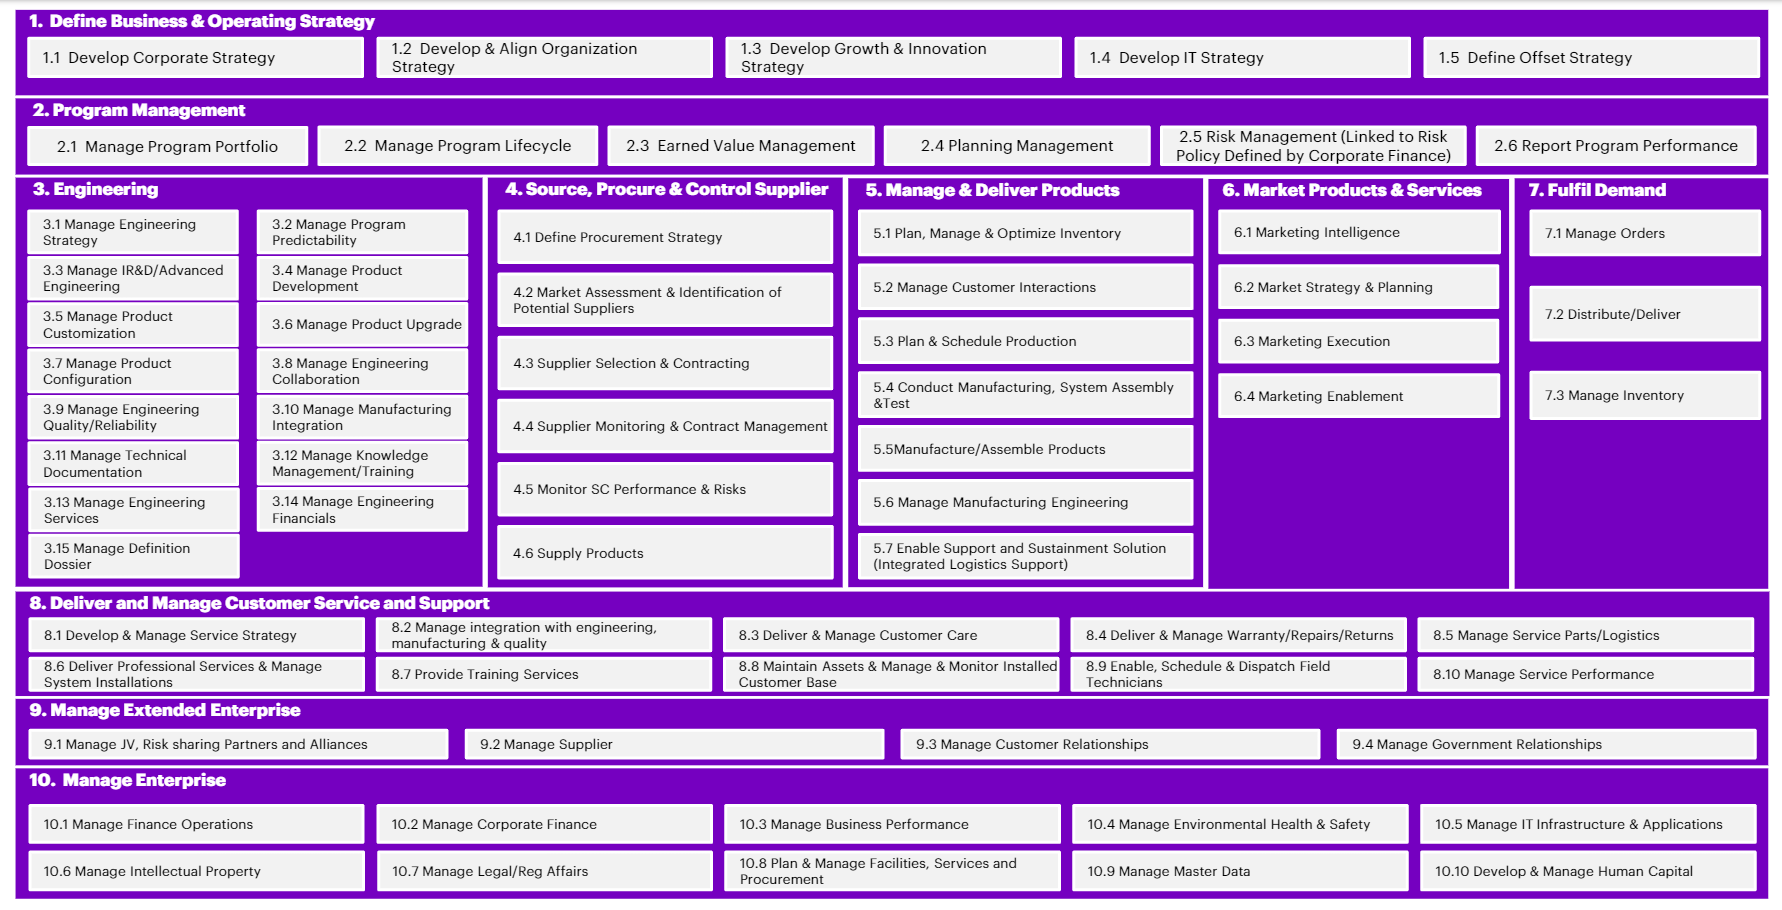 1. Define Business & Operating Strategy
1.1 Develop Corporate Strategy
1.2 Develop & Align Organization
Strategy
1.3 Develop Growth & Innovation
Strategy
1.4 Develop IT Strategy
1.5 Define Offset Strategy
2. Program Management
2.1 Manage Program Portfolio
2.2 Manage Program Lifecycle
2.3 Earned Value Management
2.4 Planning Management
2.5 Risk Management (Linked to Risk
Policy Defined by Corporate Finance)
2.6 Report Program Performance
3. Engineering
3.1 Manage Engineering
Strategy
3.2 Manage Program
Predictability
3.3 Manage IR&D/Advanced
Engineering
3.4 Manage Product
Development
3.5 Manage Product
Customization
3.6 Manage Product Upgrade
3.7 Manage Product
Configuration
3.8 Manage Engineering
Collaboration
3.9 Manage Engineering
Quality/Reliability
3.10 Manage Manufacturing
Integration
3.11 Manage Technical
Documentation
3.12 Manage Knowledge
Management/Training
3.13 Manage Engineering
Services
3.14 Manage Engineering
Financials
3.15 Manage Definition
Dossier
4. Source, Procure & Control Supplier
4.1 Define Procurement Strategy
4.2 Market Assessment & Identification of
Potential Suppliers
4.3 Supplier Selection & Contracting
4.4 Supplier Monitoring & Contract Management
4.5 Monitor SC Performance & Risks
4.6 Supply Products
5. Manage & Deliver Products
5.1 Plan, Manage & Optimize Inventory
5.2 Manage Customer Interactions
5.3 Plan & Schedule Production
5.4 Conduct Manufacturing, System Assembly
&Test
5.5Manufacture/Assemble Products
5.6 Manage Manufacturing Engineering
5.7 Enable Support and Sustainment Solution
(Integrated Logistics Support)
6. Market Products & Services
6.1 Marketing Intelligence
6.2 Market Strategy & Planning
6.3 Marketing Execution
6.4 Marketing Enablement
7. Fulfil Demand
7.1 Manage Orders
7.2 Distribute/Deliver
7.3 Manage Inventory
8. Deliver and Manage Customer Service and Support
8.1 Develop & Manage Service Strategy
8.2 Manage integration with engineering,
manufacturing & quality
8.3 Deliver & Manage Customer Care
8.4 Deliver & Manage Warranty/Repairs/Returns
8.5 Manage Service Parts/Logistics
8.6 Deliver Professional Services & Manage
System Installations
8.7 Provide Training Services
8.8 Maintain Assets & Manage & Monitor Installed
Customer Base
8.9 Enable, Schedule & Dispatch Field
Technicians
8.10 Manage Service Performance
9. Manage Extended Enterprise
9.1 Manage JV, Risk sharing Partners and Alliances
9.2 Manage Supplier
9.3 Manage Customer Relationships
9.4 Manage Government Relationships
10. Manage Enterprise
10.1 Manage Finance Operations
10.2 Manage Corporate Finance
10.3 Manage Business Performance
10.4 Manage Environmental Health & Safety
10.5 Manage IT Infrastructure & Applications
10.6 Manage Intellectual Property
10.7 Manage Legal/Reg Affairs
10.8 Plan & Manage Facilities, Services and
Procurement
10.9 Manage Master Data
10.10 Develop & Manage Human Capital